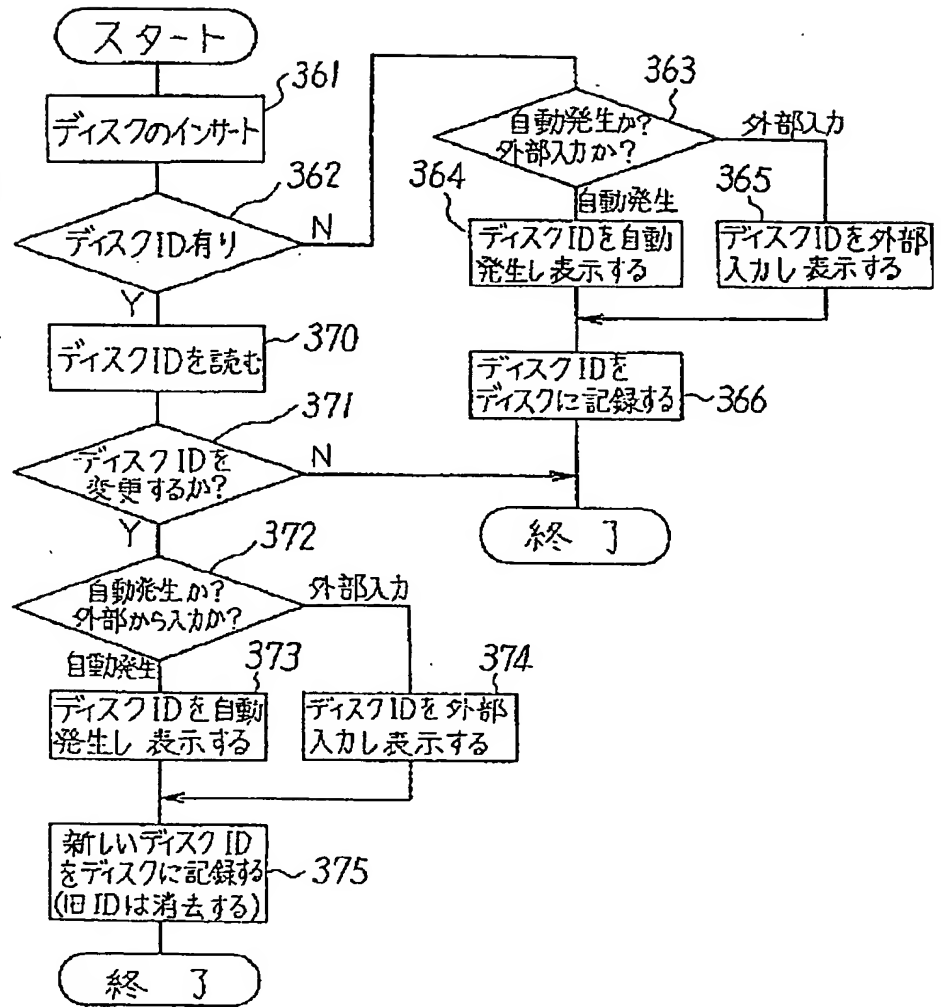 スタート
361
ディスクのインサート
362
ディスクID有り
N
Y
363
自動発生か?
外部入力か?
外部入力
自動発生
364
ディスクIDを自動
発生し表示する
365
ディスクIDを外部
入力し表示する
ディスクIDを
ディスクに記録する
366
終了
370
ディスクIDを読む
371
ディスクIDを
変更するか?
N
Y
372
自動発生か?
外部から入力か?
外部入力
自動発生
373
ディスクIDを自動
発生し表示する
374
ディスクIDを外部
入力し表示する
新しいディスクID
をディスクに記録する
(旧IDは消去する)
375
終了